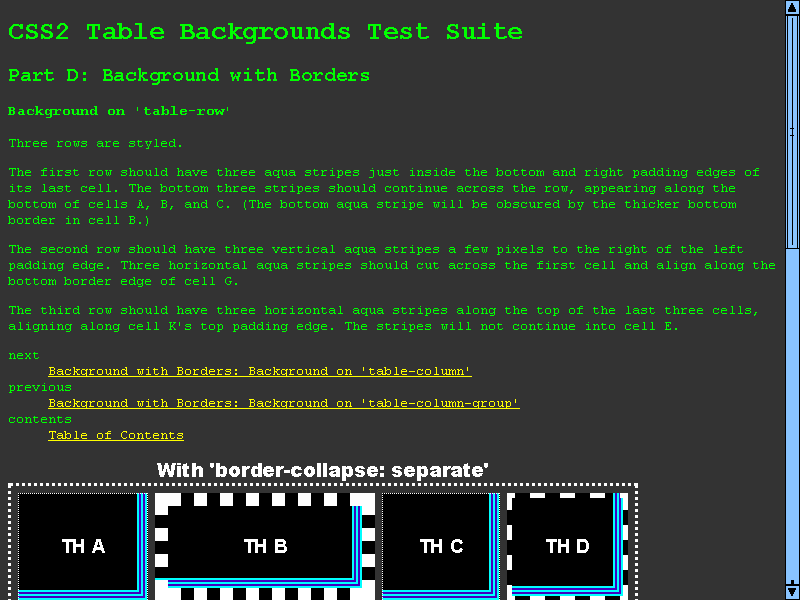 CSS2 Table Backgrounds Test Suite
Part D: Background with Borders
Background on 'table-row'
Three rows are styled.
The first row should have three aqua stripes just inside the bottom and right padding edges of
its last cell. The bottom three stripes should continue across the row, appearing along the
bottom of cells A, B, and C. (The bottom aqua stripe will be obscured by the thicker bottom
border in cell B.)
The second row should have three vertical aqua stripes a few pixels to the right of the left
padding edge. Three horizontal aqua stripes should cut across the first cell and align along the
bottom border edge of cell G.
The third row should have three horizontal aqua stripes along the top of the last three cells,
aligning along cell K's top padding edge. The stripes will not continue into cell E.
next
Background with Borders: Background on 'table-column'
previous
Background with Borders: Background on 'table-column-group'
contents
Table of Contents
With 'border-collapse: separate'
TH A TH B TH C TH D